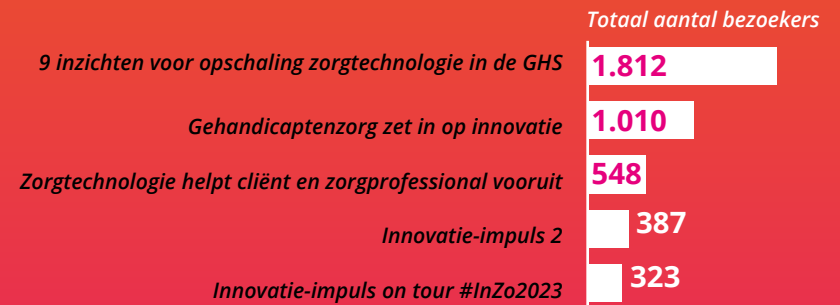 Totaal aantal bezoekers
9 inzichten voor opschaling zorgtechnologie in de GHS 1.812
Gehandicaptenzorg zet in op innovatie 1.010
Zorgtechnologie helpt cliënt en zorgprofessional vooruit 548
Innovatie-impuls 2 387
Innovatie-impuls on tour #InZo2023 323